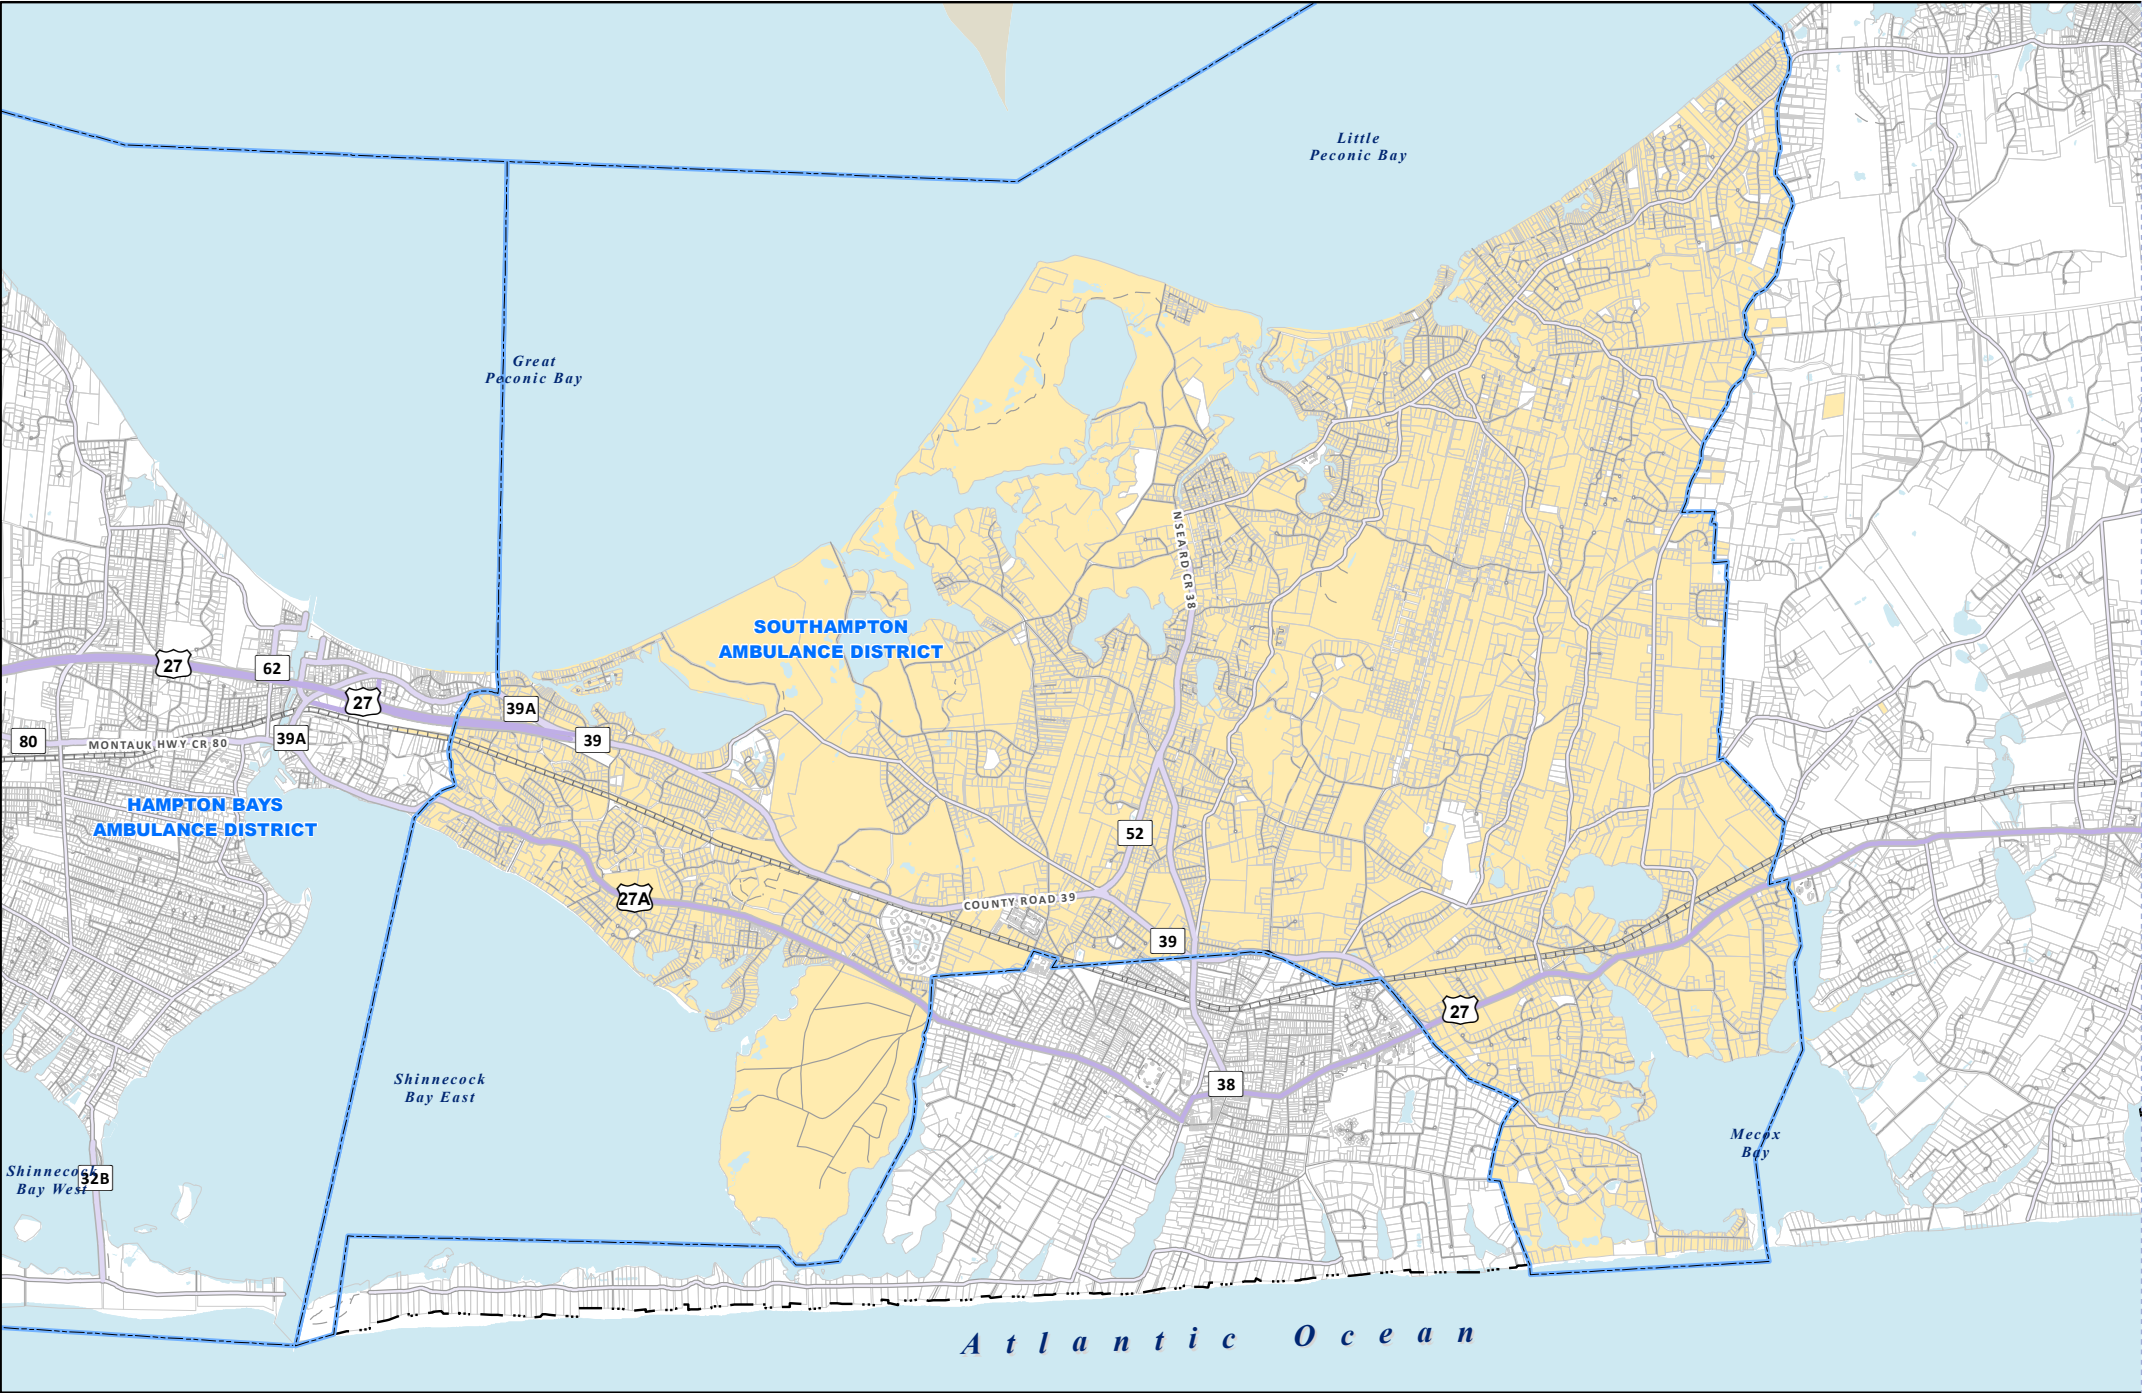 Little
Peconic Bay
Great
Peconic Bay
N SEA RD CR 38
SOUTHAMPTON
AMBULANCE DISTRICT
27
62
27
39A
39
80
MONTAUK HWY CR 80
39A
HAMPTON BAYS
AMBULANCE DISTRICT
52
27A
COUNTY ROAD 39
39
27
Shinnecock
Bay East
38
Mecox
Bay
Shinnecock
Bay West
32B
Atlantic Ocean